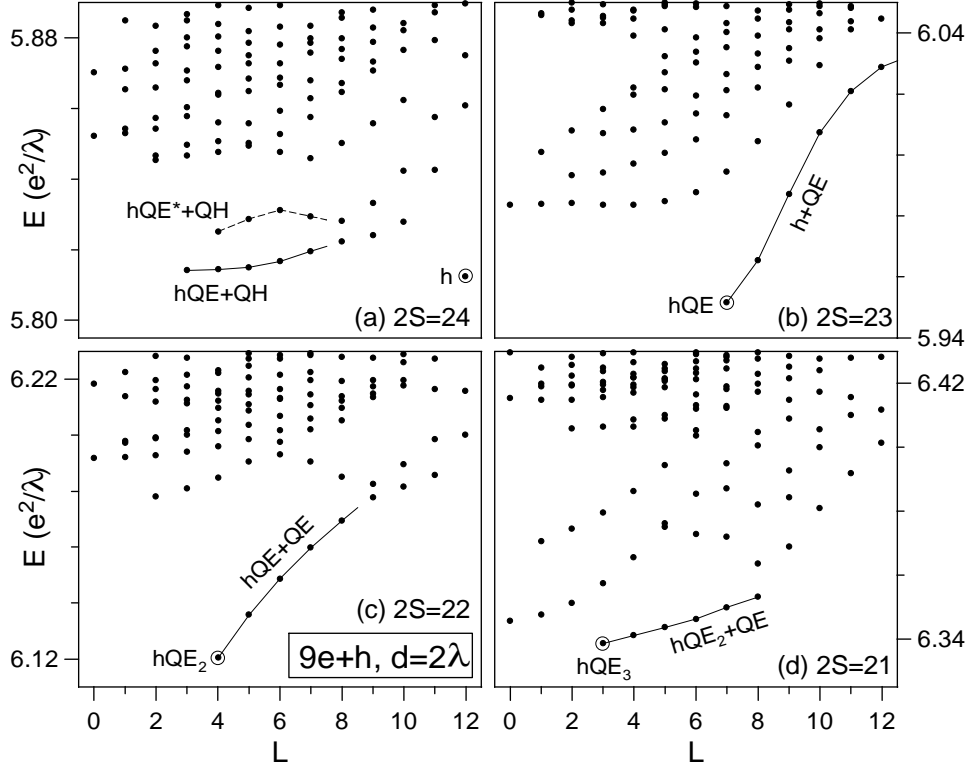 5.88
E (e²/λ)
5.80
hQE*+QH
hQE+QH
h
(a) 2S=24
6.04
5.94
h+QE
hQE
(b) 2S=23
6.22
E (e²/λ)
6.12
hQE+QE
hQE₂
(c) 2S=22
9e+h, d=2λ
0 2 4 6 8 10 12
L
6.42
6.34
hQE₂+QE
hQE₃
(d) 2S=21
0 2 4 6 8 10 12
L